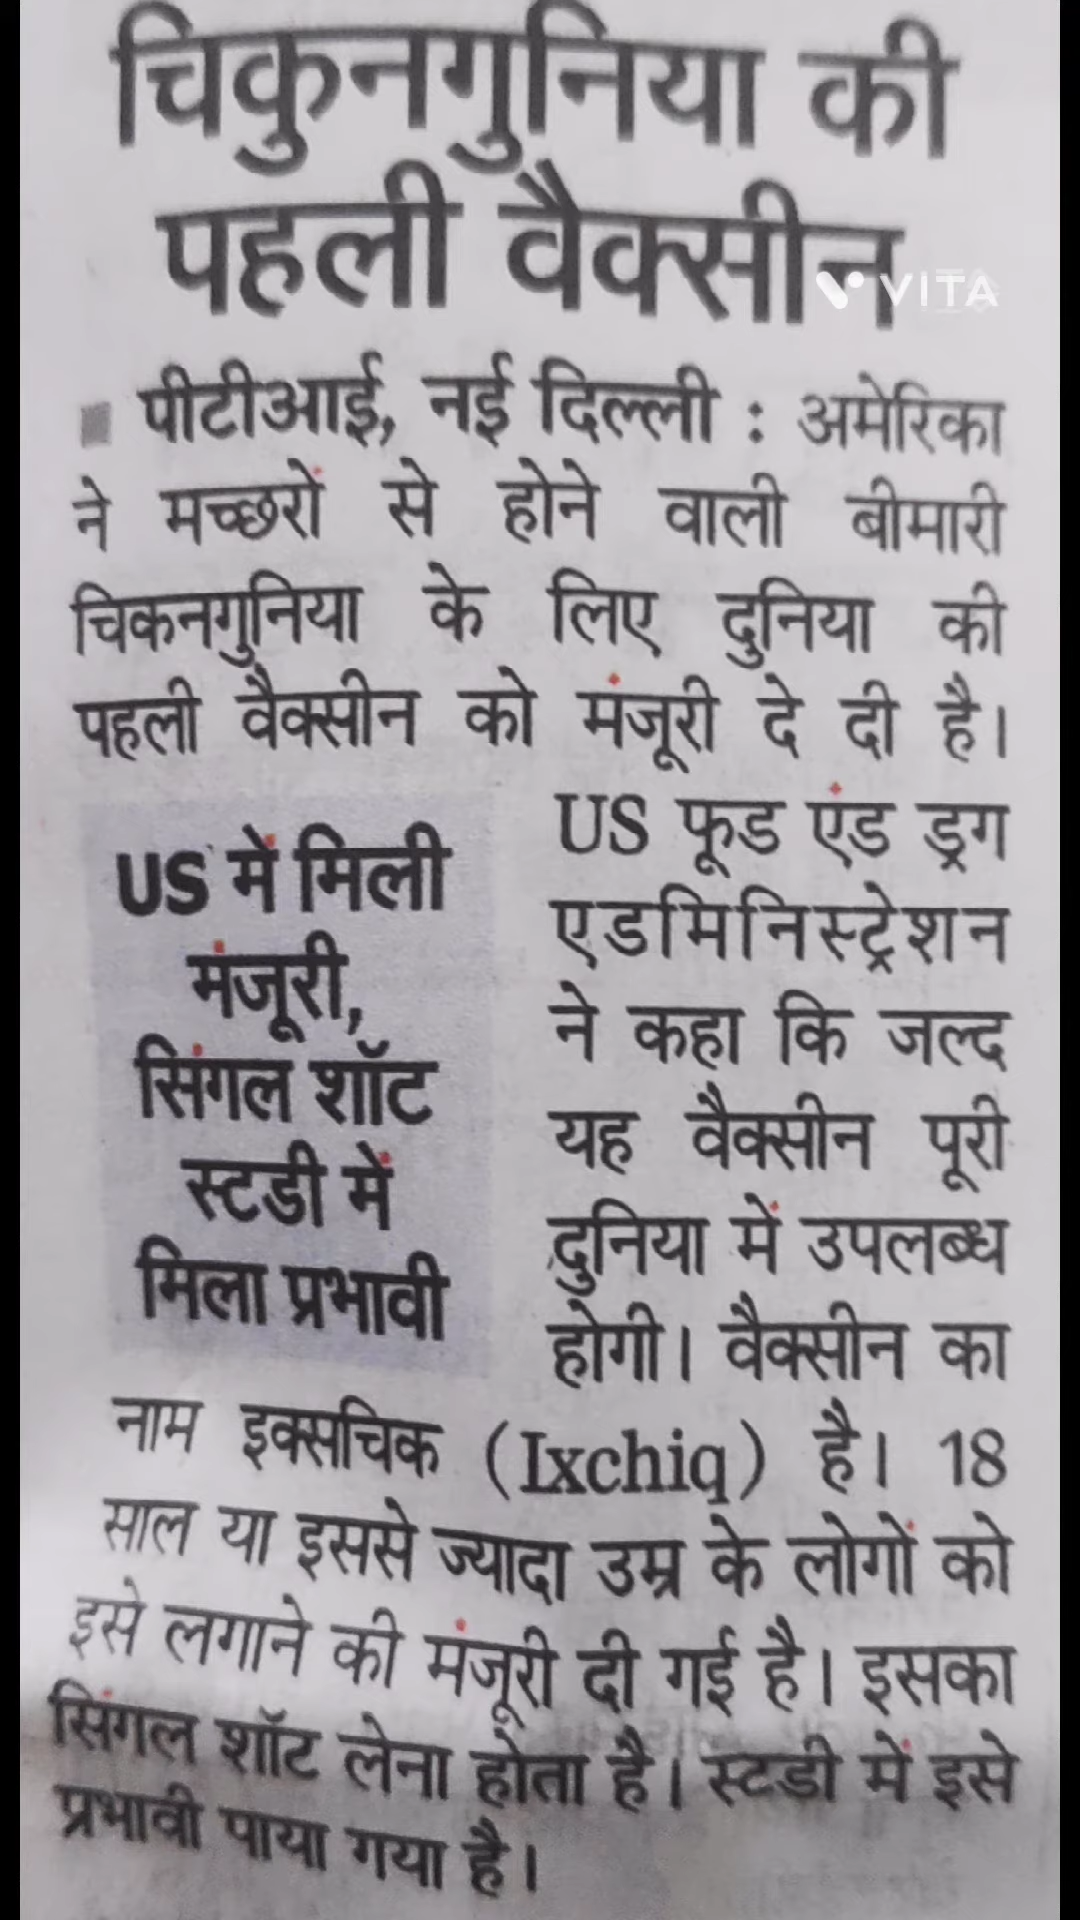 चिकुनगुनिया की
पहली वैक्सीन
VITA
■ पीटीआई, नई दिल्ली : अमेरिका
ने मच्छरों से होने वाली बीमारी
चिकनगुनिया के लिए दुनिया की
पहली वैक्सीन को मंजूरी दे दी है।
US में मिली
मंजूरी,
सिंगल शॉट
स्टडी में
मिला प्रभावी
US फूड एंड ड्रग
एडमिनिस्ट्रेशन
ने कहा कि जल्द
यह वैक्सीन पूरी
दुनिया में उपलब्ध
होगी। वैक्सीन का
नाम इक्सचिक (Ixchiq) है। 18
साल या इससे ज्यादा उम्र के लोगों को
इसे लगाने की मंजूरी दी गई है। इसका
सिंगल शॉट लेना होता है। स्टडी में इसे
प्रभावी पाया गया है।